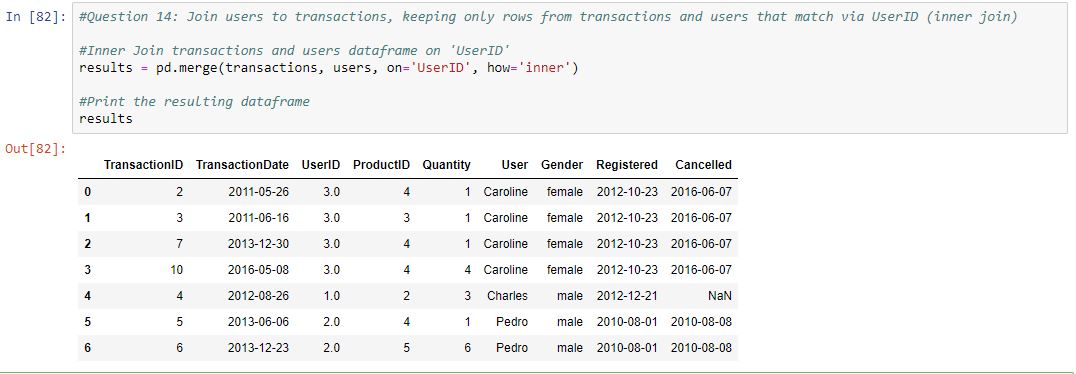 In [82]: #Question 14: Join users to transactions, keeping only rows from transactions and users that match via UserID (inner join)
#Inner Join transactions and users dataframe on 'UserID'
results = pd.merge(transactions, users, on='UserID', how='inner')
#Print the resulting dataframe
results
Out[82]:
TransactionID TransactionDate UserID ProductID Quantity User Gender Registered Cancelled
0 2 2011-05-26 3.0 4 1 Caroline female 2012-10-23 2016-06-07
1 3 2011-06-16 3.0 3 1 Caroline female 2012-10-23 2016-06-07
2 7 2013-12-30 3.0 4 1 Caroline female 2012-10-23 2016-06-07
3 10 2016-05-08 3.0 4 4 Caroline female 2012-10-23 2016-06-07
4 4 2012-08-26 1.0 2 3 Charles male 2012-12-21 NaN
5 5 2013-06-06 2.0 4 1 Pedro male 2010-08-01 2010-08-08
6 6 2013-12-23 2.0 5 6 Pedro male 2010-08-01 2010-08-08